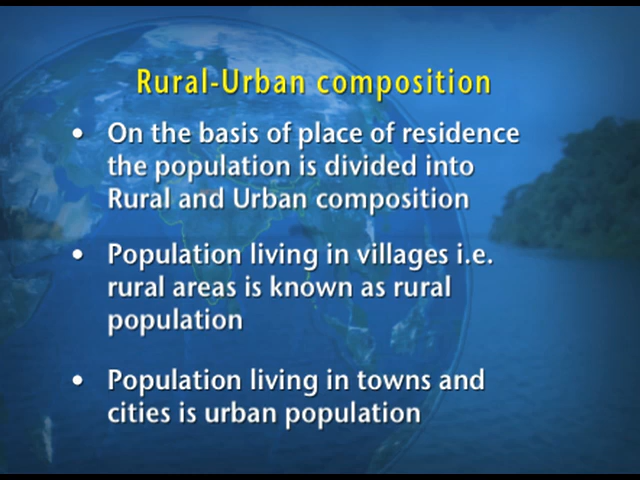 Rural-Urban composition
• On the basis of place of residence
the population is divided into
Rural and Urban composition
• Population living in villages i.e.
rural areas is known as rural
population
• Population living in towns and
cities is urban population